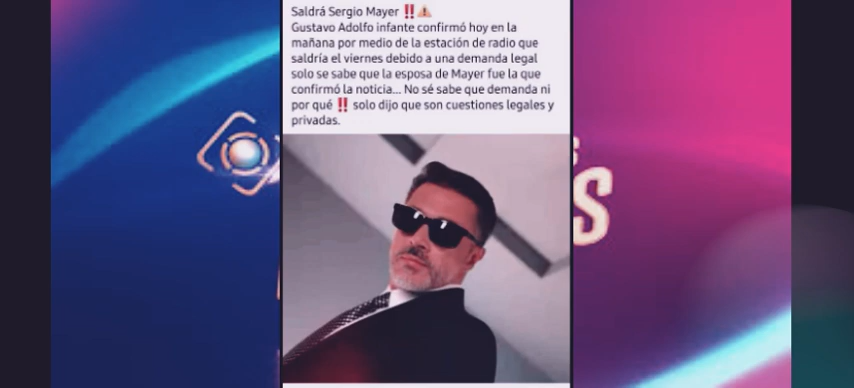 Saldrá Sergio Mayer ‼️⚠️
Gustavo Adolfo infante confirmó hoy en la
mañana por medio de la estación de radio que
saldría el viernes debido a una demanda legal
solo se sabe que la esposa de Mayer fue la que
confirmó la noticia... No sé sabe que demanda ni
por qué ‼️ solo dijo que son cuestiones legales y
privadas.
S
S